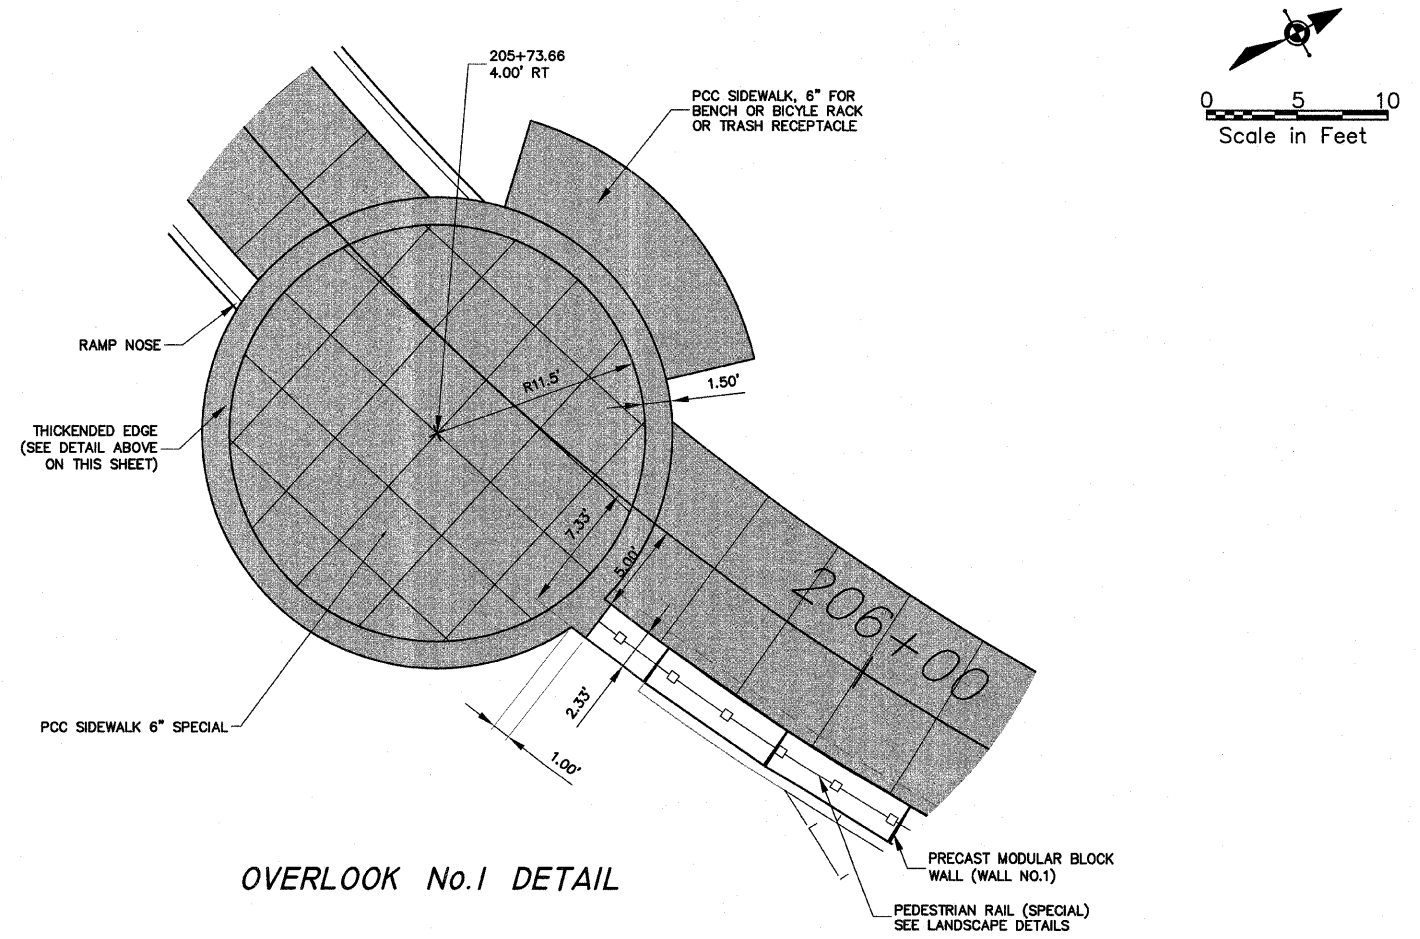 205+73.66
4.00' RT
PCC SIDEWALK, 6" FOR
BENCH OR BICYLE RACK
OR TRASH RECEPTACLE
0 5 10
Scale in Feet
RAMP NOSE
R11.5'
1.50'
THICKENDED EDGE
(SEE DETAIL ABOVE
ON THIS SHEET)
7.33'
5.00'
206+00
2.33'
PCC SIDEWALK 6" SPECIAL
1.00'
PRECAST MODULAR BLOCK
WALL (WALL NO.1)
OVERLOOK No.1 DETAIL
PEDESTRIAN RAIL (SPECIAL)
SEE LANDSCAPE DETAILS